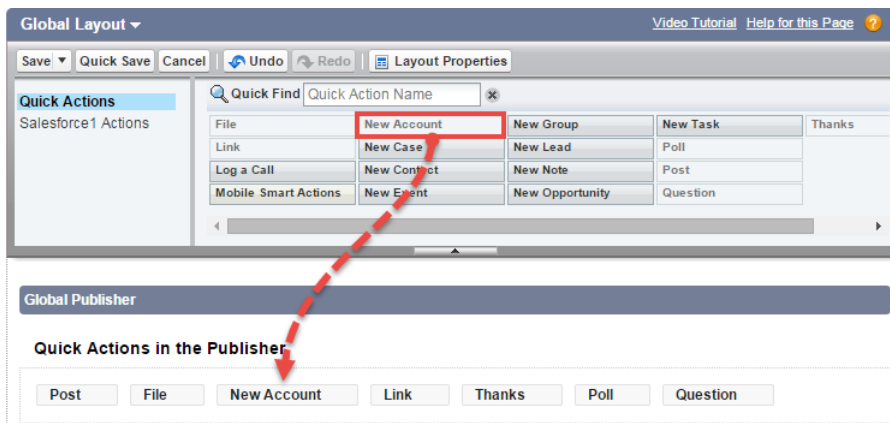 Global Layout Video Tutorial Help for this Page ?
Save Quick Save Cancel Undo Redo Layout Properties
Quick Actions
Salesforce1 Actions
Quick Find Quick Action Name
File New Account New Group New Task Thanks
Link New Case New Lead Poll
Log a Call New Contact New Note Post
Mobile Smart Actions New Event New Opportunity Question
Global Publisher
Quick Actions in the Publisher
Post File New Account Link Thanks Poll Question